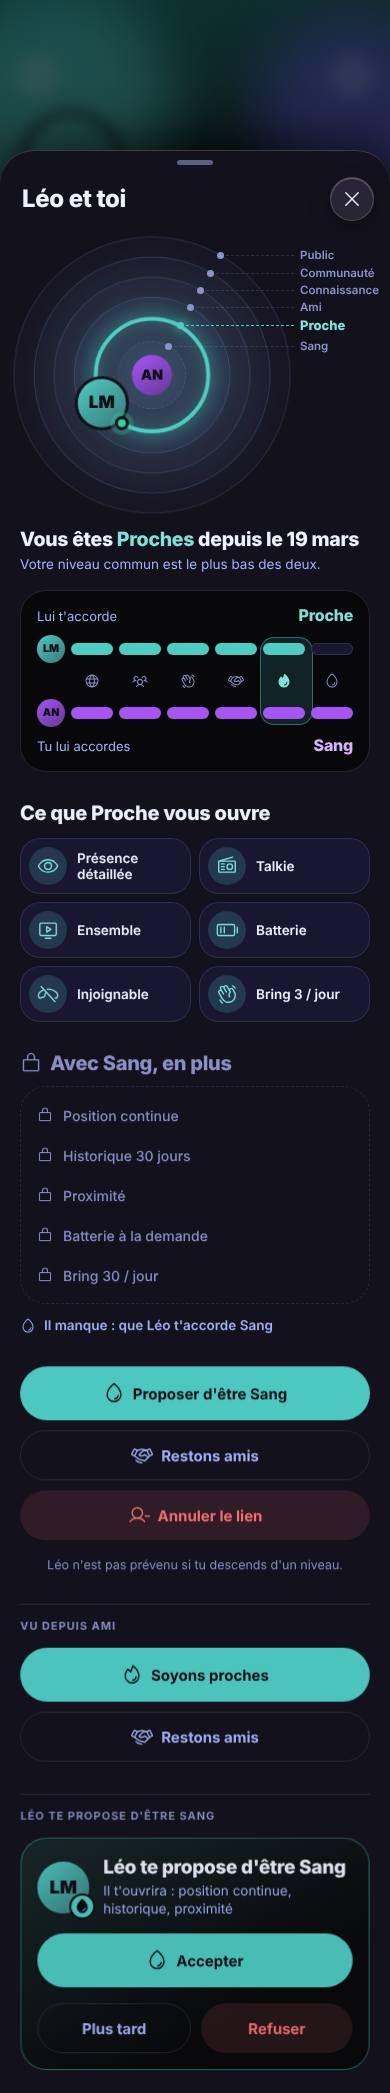 Léo et toi
Public
Communauté
Connaissance
Ami
Proche
Sang
AN
LM
Vous êtes Proches depuis le 19 mars
Votre niveau commun est le plus bas des deux.
Lui t'accorde
Proche
LM
AN
Tu lui accordes
Sang
Ce que Proche vous ouvre
Présence
détaillée
Talkie
Ensemble
Batterie
Injoignable
Bring 3 / jour
Avec Sang, en plus
Position continue
Historique 30 jours
Proximité
Batterie à la demande
Bring 30 / jour
Il manque : que Léo t'accorde Sang
Proposer d'être Sang
Restons amis
Annuler le lien
Léo n'est pas prévenu si tu descends d'un niveau.
VU DEPUIS AMI
Soyons proches
Restons amis
LÉO TE PROPOSE D'ÊTRE SANG
LM
Léo te propose d'être Sang
Il t'ouvrira : position continue,
historique, proximité
Accepter
Plus tard
Refuser